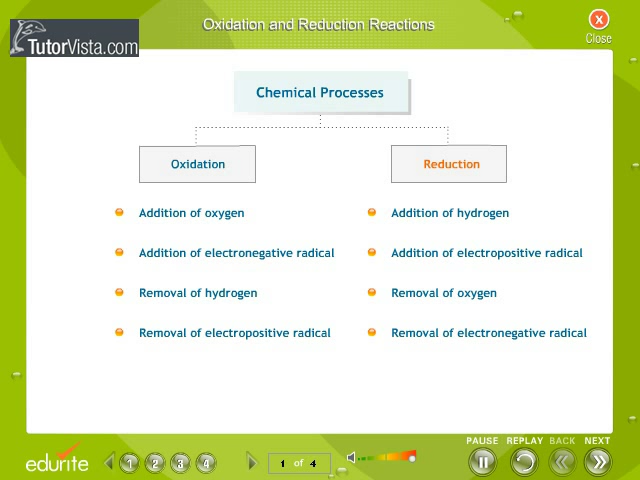 Oxidation and Reduction Reactions
X
Close
TutorVista.com
Chemical Processes
Oxidation
Reduction
Addition of oxygen
Addition of electronegative radical
Removal of hydrogen
Removal of electropositive radical
Addition of hydrogen
Addition of electropositive radical
Removal of oxygen
Removal of electronegative radical
edurite
1 2 3 4
1 of 4
PAUSE REPLAY BACK NEXT